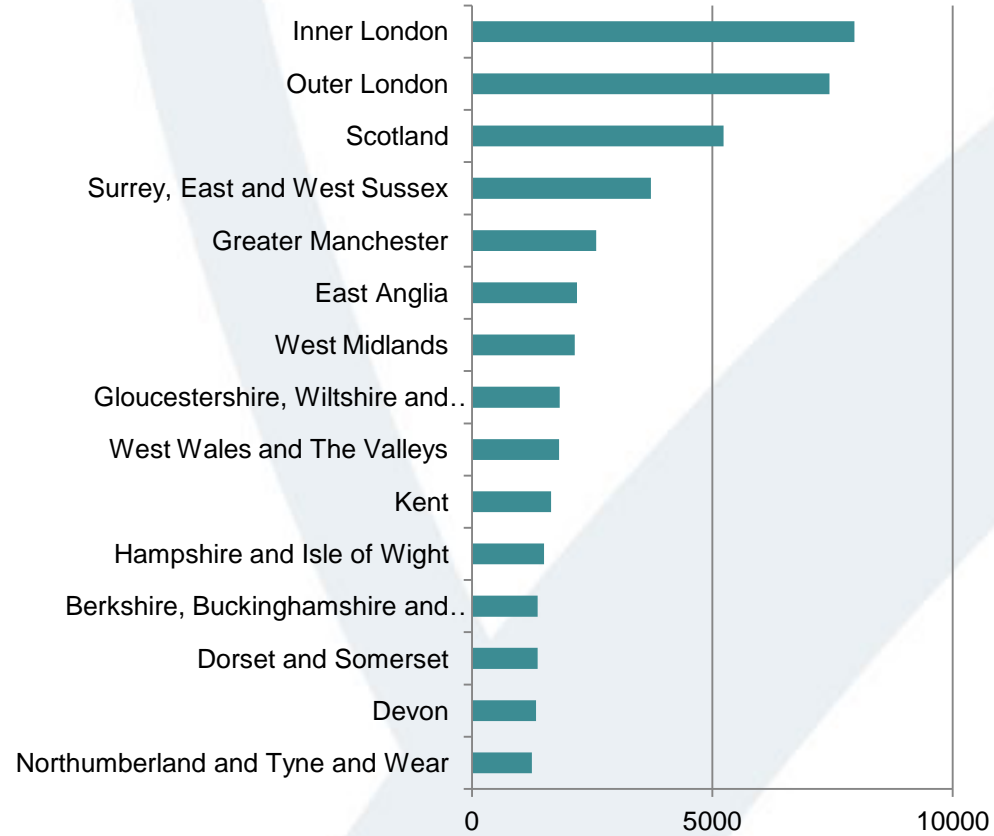 Inner London
Outer London
Scotland
Surrey, East and West Sussex
Greater Manchester
East Anglia
West Midlands
Gloucestershire, Wiltshire and..
West Wales and The Valleys
Kent
Hampshire and Isle of Wight
Berkshire, Buckinghamshire and..
Dorset and Somerset
Devon
Northumberland and Tyne and Wear
0 5000 10000